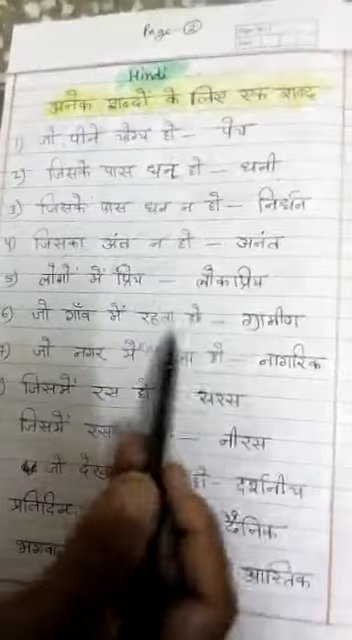 Page - 2
Hindi
अनेक शब्दों के लिए एक शब्द
1) जो पीने योग्य हो - पेय
2) जिसके पास धन हो - धनी
3) जिसके पास धन न हो - निर्धन
4) जिसका अंत न हो - अनंत
5) लोगों में प्रिय - लोकप्रिय
6) जो गाँव में रहता हो - ग्रामीण
7) जो नगर में हो - नागरिक
) जिसमें रस हो सरस
जिसमें रस - नीरस
जो हो - दर्शनीय
प्रतिदिन दैनिक
आस्तिक